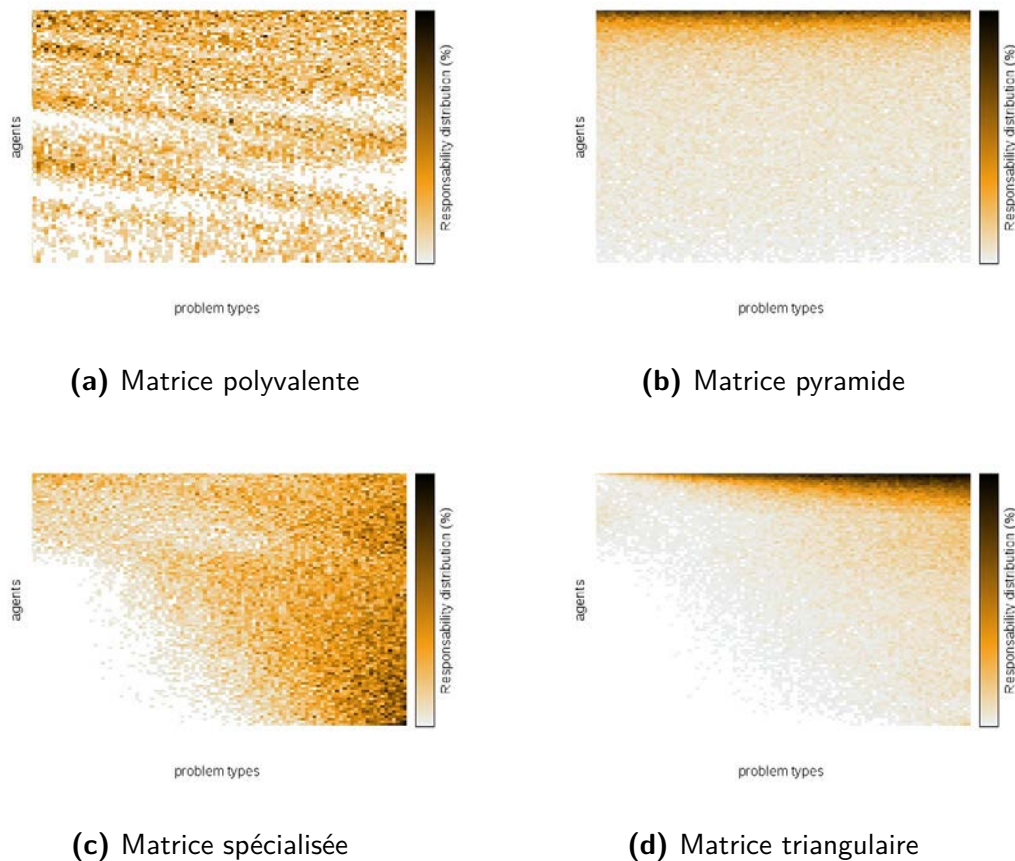 agents
Responsability distribution (%)
problem types
(a) Matrice polyvalente
agents
Responsability distribution (%)
problem types
(b) Matrice pyramide
agents
Responsability distribution (%)
problem types
(c) Matrice spécialisée
agents
Responsability distribution (%)
problem types
(d) Matrice triangulaire